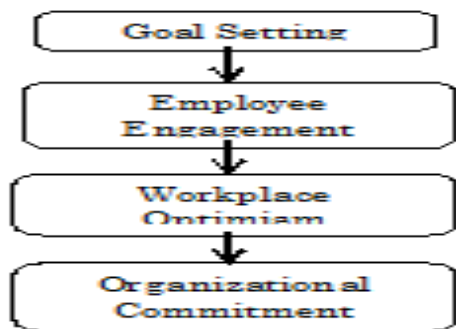 Goal Setting
Employee
Engagement
Workplace
Optimism
Organizational
Commitment